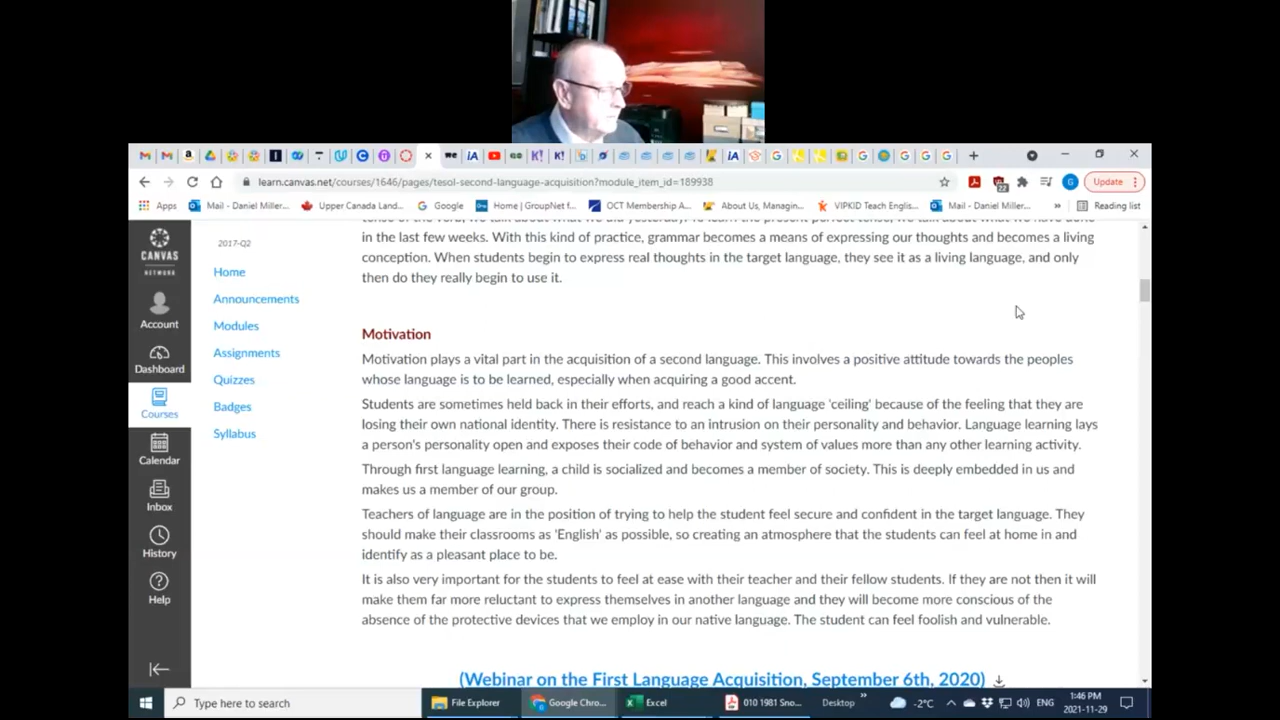 learn.canvas.net/courses/1646/pages/tesol-second-language-acquisition?module_item_id=189938
Update
22
G
Apps
Mail - Daniel Miller...
Upper Canada Land...
Google
Home | GroupNet f...
OCT Membership A...
About Us, Managin...
VIPKID Teach Englis...
Mail - Daniel Miller...
»
Reading list
CANVAS
NETWORK
Account
Dashboard
Courses
Calendar
Inbox
History
Help
2017-Q2
Home
Announcements
Modules
Assignments
Quizzes
Badges
Syllabus
in the last few weeks. With this kind of practice, grammar becomes a means of expressing our thoughts and becomes a living
conception. When students begin to express real thoughts in the target language, they see it as a living language, and only
then do they really begin to use it.
Motivation
Motivation plays a vital part in the acquisition of a second language. This involves a positive attitude towards the peoples
whose language is to be learned, especially when acquiring a good accent.
Students are sometimes held back in their efforts, and reach a kind of language 'ceiling' because of the feeling that they are
losing their own national identity. There is resistance to an intrusion on their personality and behavior. Language learning lays
a person's personality open and exposes their code of behavior and system of values more than any other learning activity.
Through first language learning, a child is socialized and becomes a member of society. This is deeply embedded in us and
makes us a member of our group.
Teachers of language are in the position of trying to help the student feel secure and confident in the target language. They
should make their classrooms as 'English' as possible, so creating an atmosphere that the students can feel at home in and
identify as a pleasant place to be.
It is also very important for the students to feel at ease with their teacher and their fellow students. If they are not then it will
make them far more reluctant to express themselves in another language and they will become more conscious of the
absence of the protective devices that we employ in our native language. The student can feel foolish and vulnerable.
(Webinar on the First Language Acquisition, September 6th, 2020)
Type here to search
File Explorer
Google Chro...
Excel
010 1981 Sno...
Desktop
»
-2°C
ENG
1:46 PM
2021-11-29